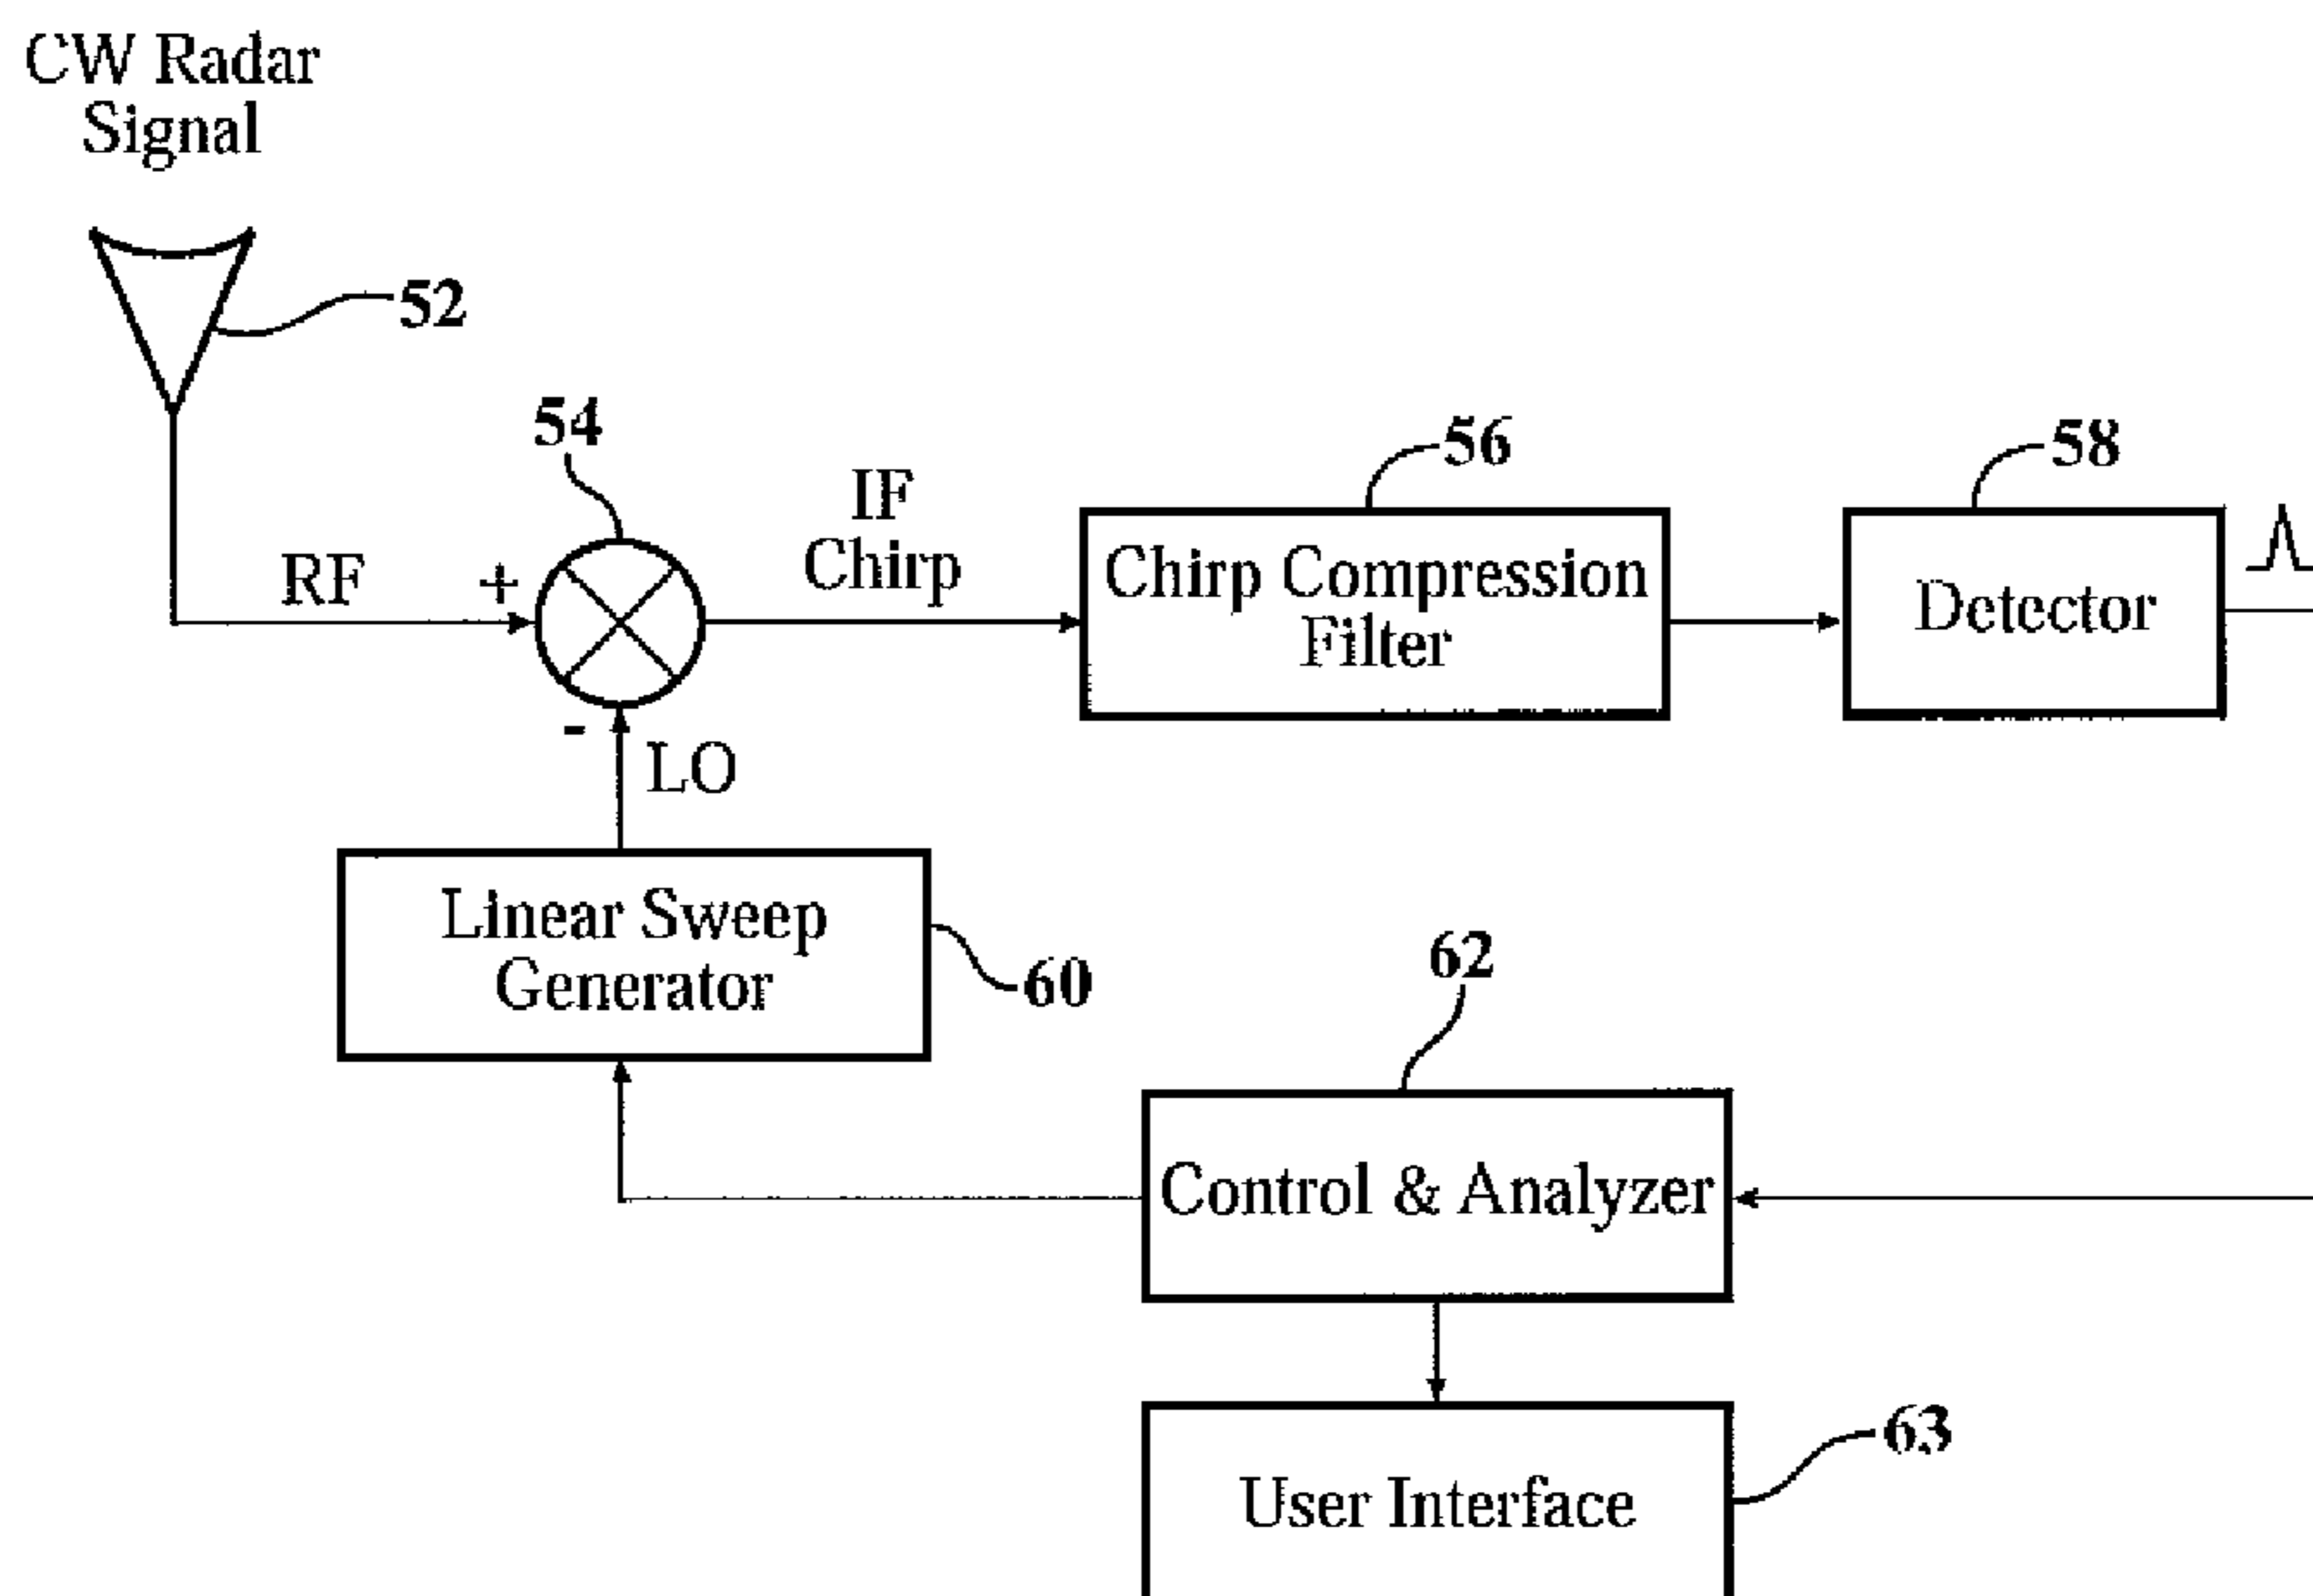 CW Radar
Signal
52
54
RF
+
-
LO
IF
Chirp
56
Chirp Compression
Filter
58
Detector
Linear Sweep
Generator
60
62
Control & Analyzer
User Interface
63